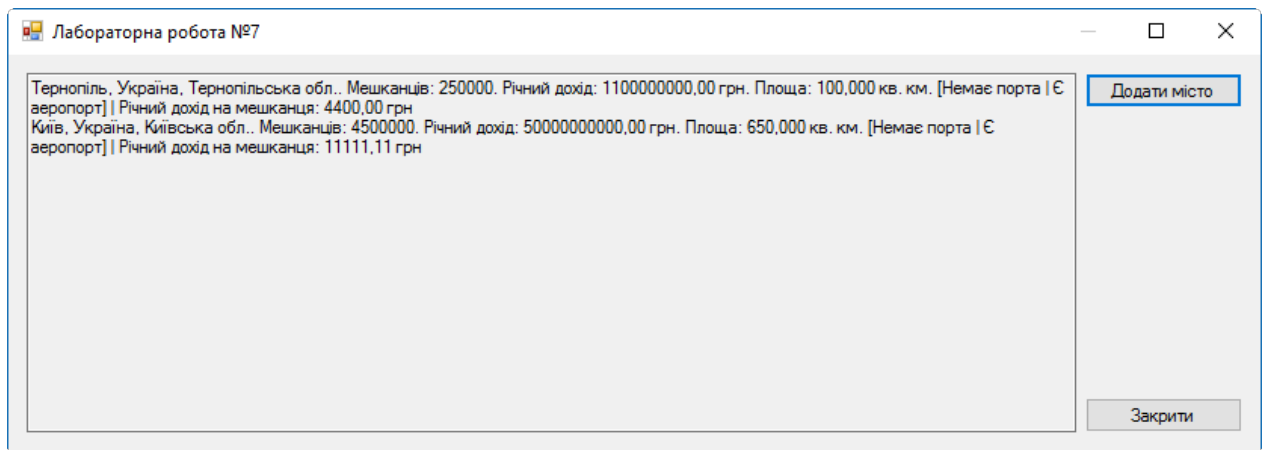 Лабораторна робота №7
Тернопіль, Україна, Тернопільська обл.. Мешканців: 250000. Річний дохід: 1100000000,00 грн. Площа: 100,000 кв. км. [Немає порта | Є
аеропорт] | Річний дохід на мешканця: 4400,00 грн
Київ, Україна, Київська обл.. Мешканців: 4500000. Річний дохід: 50000000000,00 грн. Площа: 650,000 кв. км. [Немає порта | Є
аеропорт] | Річний дохід на мешканця: 11111,11 грн
Додати місто
Закрити